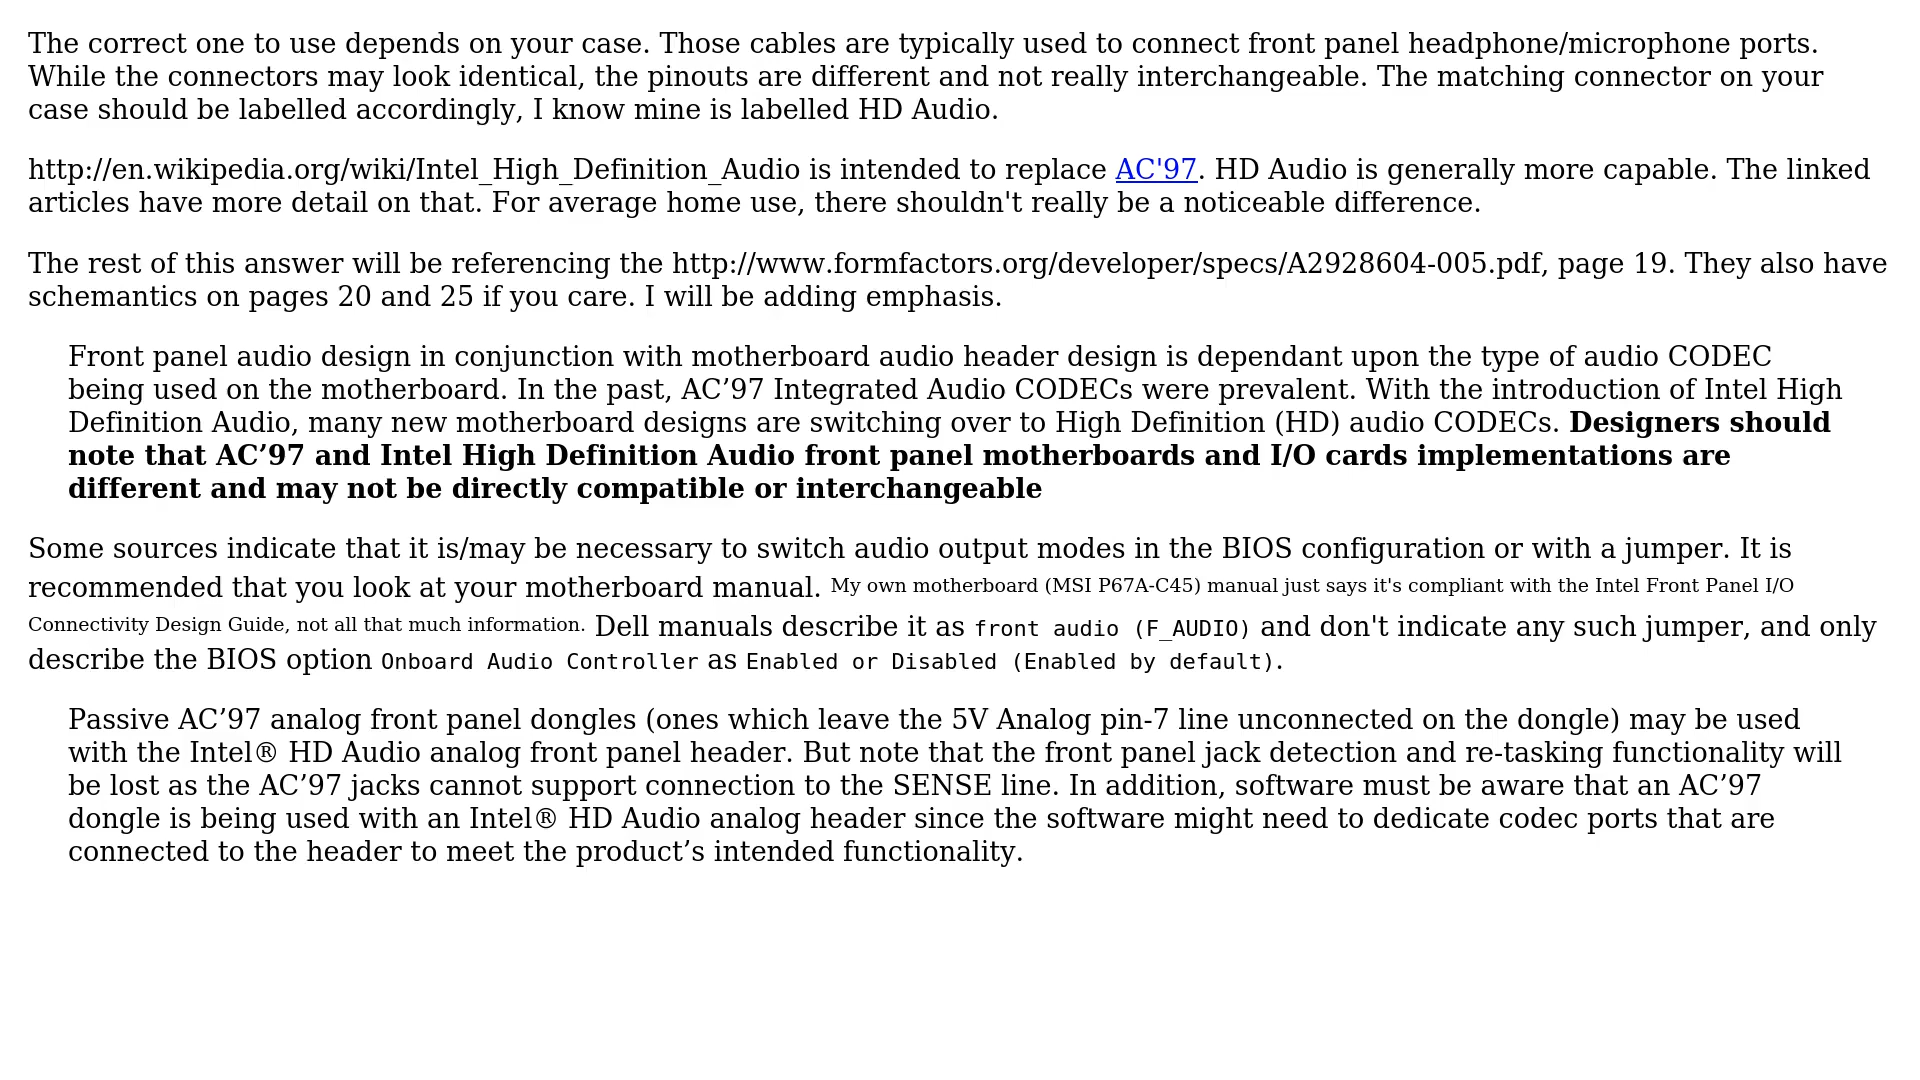 The correct one to use depends on your case. Those cables are typically used to connect front panel headphone/microphone ports.
While the connectors may look identical, the pinouts are different and not really interchangeable. The matching connector on your
case should be labelled accordingly, I know mine is labelled HD Audio.
http://en.wikipedia.org/wiki/Intel_High_Definition_Audio is intended to replace AC'97. HD Audio is generally more capable. The linked
articles have more detail on that. For average home use, there shouldn't really be a noticeable difference.
The rest of this answer will be referencing the http://www.formfactors.org/developer/specs/A2928604-005.pdf, page 19. They also have
schemantics on pages 20 and 25 if you care. I will be adding emphasis.
Front panel audio design in conjunction with motherboard audio header design is dependant upon the type of audio CODEC
being used on the motherboard. In the past, AC’97 Integrated Audio CODECs were prevalent. With the introduction of Intel High
Definition Audio, many new motherboard designs are switching over to High Definition (HD) audio CODECs. Designers should
note that AC’97 and Intel High Definition Audio front panel motherboards and I/O cards implementations are
different and may not be directly compatible or interchangeable
Some sources indicate that it is/may be necessary to switch audio output modes in the BIOS configuration or with a jumper. It is
recommended that you look at your motherboard manual. My own motherboard (MSI P67A-C45) manual just says it's compliant with the Intel Front Panel I/O
Connectivity Design Guide, not all that much information. Dell manuals describe it as front audio (F_AUDIO) and don't indicate any such jumper, and only
describe the BIOS option Onboard Audio Controller as Enabled or Disabled (Enabled by default).
Passive AC’97 analog front panel dongles (ones which leave the 5V Analog pin-7 line unconnected on the dongle) may be used
with the Intel® HD Audio analog front panel header. But note that the front panel jack detection and re-tasking functionality will
be lost as the AC’97 jacks cannot support connection to the SENSE line. In addition, software must be aware that an AC’97
dongle is being used with an Intel® HD Audio analog header since the software might need to dedicate codec ports that are
connected to the header to meet the product’s intended functionality.